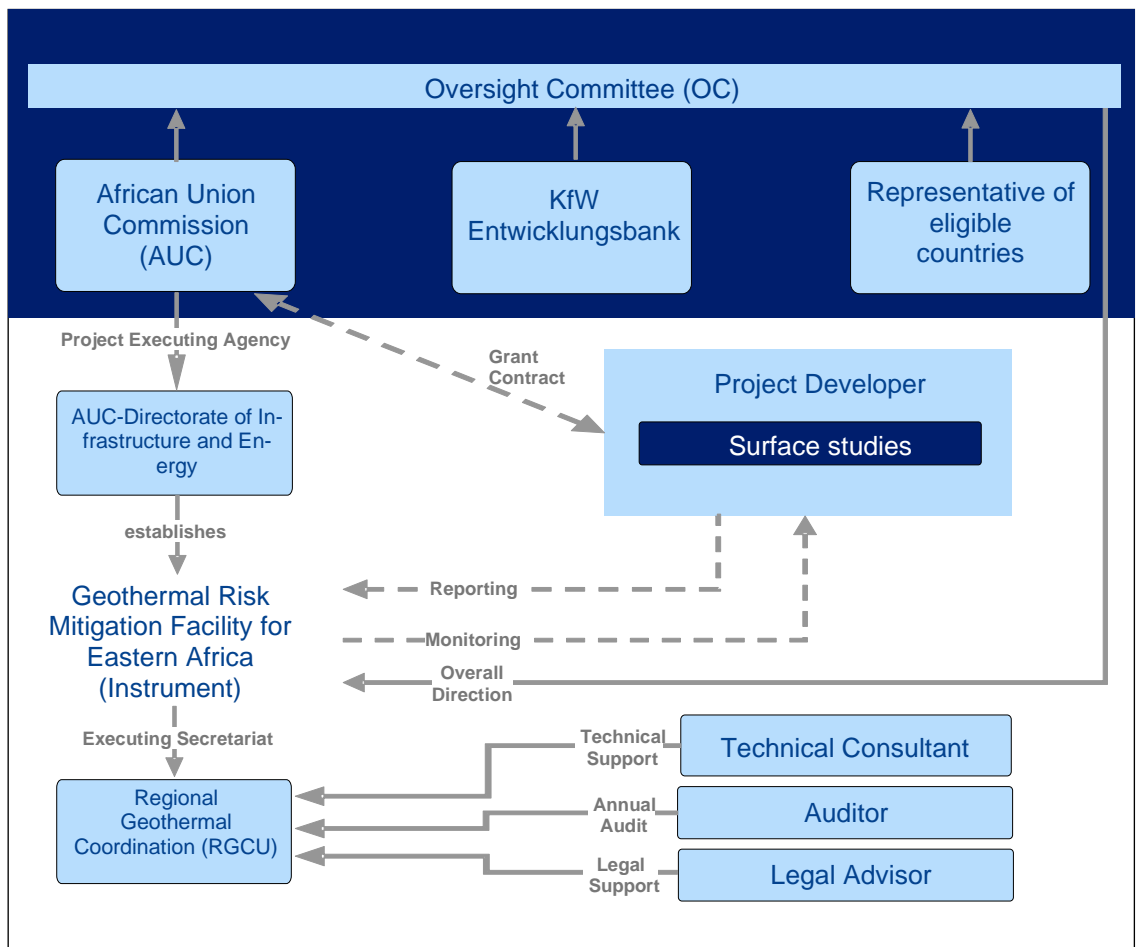 Oversight Committee (OC)
African Union
Commission
(AUC)
KfW
Entwicklungsbank
Representative of
eligible
countries
Project Executing Agency
Grant
Contract
Project Developer
Surface studies
AUC-Directorate of In-
frastructure and En-
ergy
establishes
Geothermal Risk
Mitigation Facility for
Eastern Africa
(Instrument)
Reporting
Monitoring
Overall
Direction
Executing Secretariat
Regional
Geothermal
Coordination (RGCU)
Technical
Support
Technical Consultant
Annual
Audit
Auditor
Legal
Support
Legal Advisor